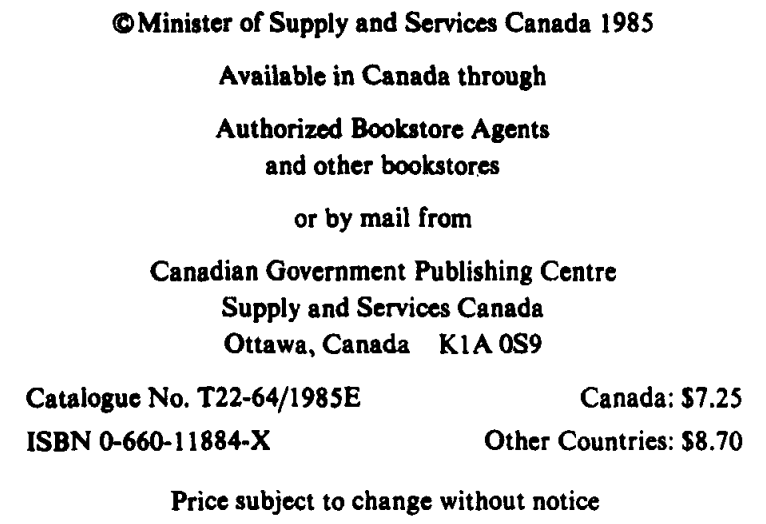 ©Minister of Supply and Services Canada 1985
Available in Canada through
Authorized Bookstore Agents
and other bookstores
or by mail from
Canadian Government Publishing Centre
Supply and Services Canada
Ottawa, Canada K1A 0S9
Catalogue No. T22-64/1985E Canada: $7.25
ISBN 0-660-11884-X Other Countries: $8.70
Price subject to change without notice